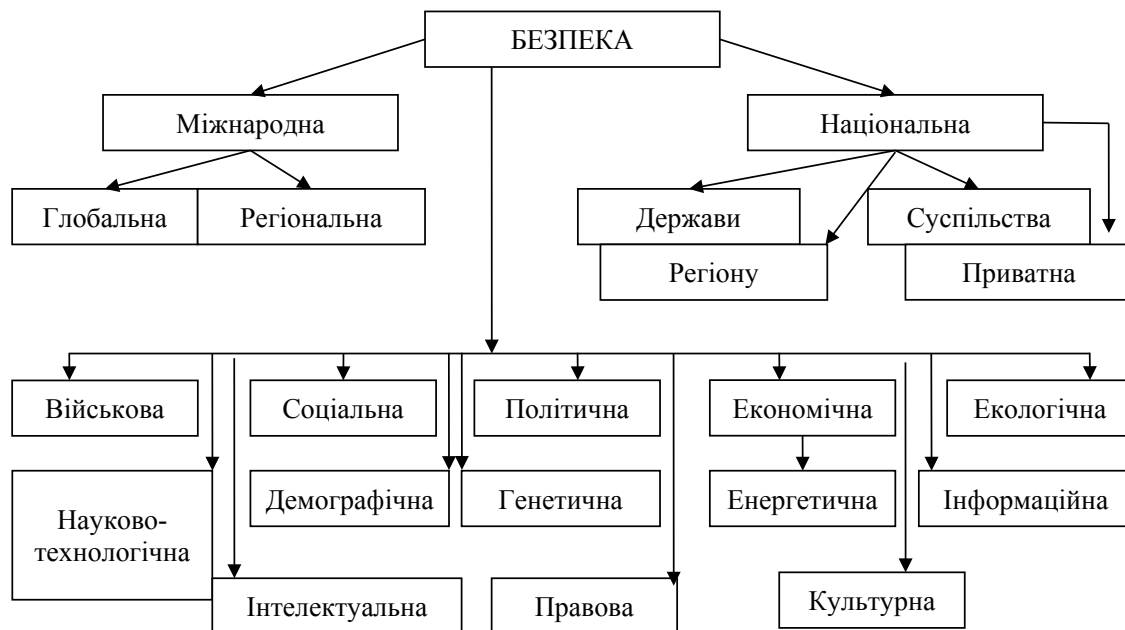 БЕЗПЕКА
Міжнародна
Національна
Глобальна
Регіональна
Держави
Суспільства
Регіону
Приватна
Військова
Соціальна
Політична
Економічна
Екологічна
Науково-
технологічна
Демографічна
Генетична
Енергетична
Інформаційна
Інтелектуальна
Правова
Культурна